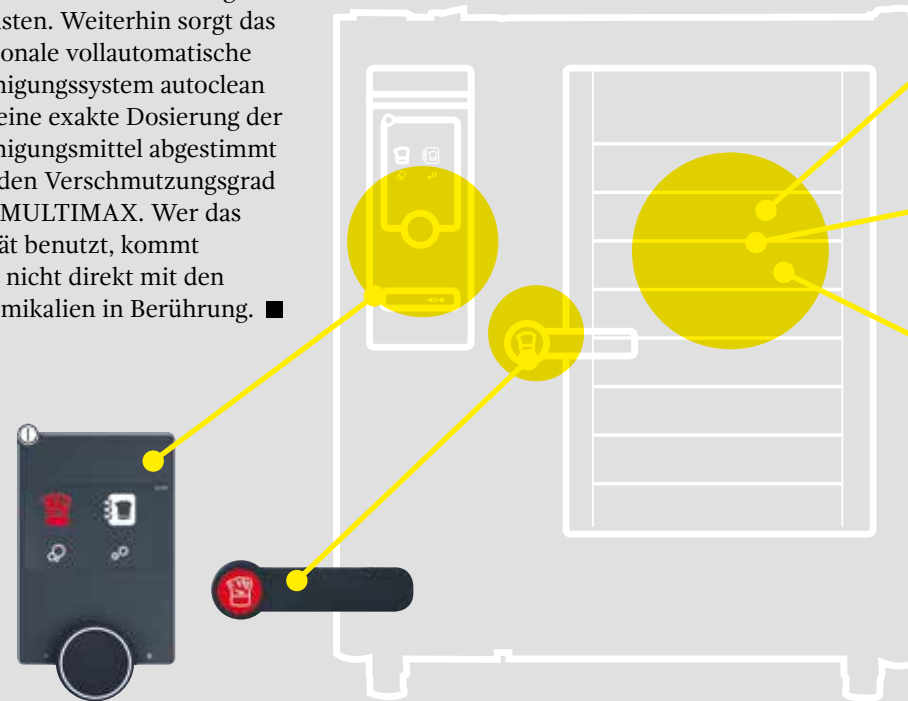 sten. Weiterhin sorgt das
onale vollautomatische
nigungssystem autoclean
eine exakte Dosierung der
nigungsmittel abgestimmt
den Verschmutzungsgrad
MULTIMAX. Wer das
ät benutzt, kommt
nicht direkt mit den
mikalien in Berührung. ■